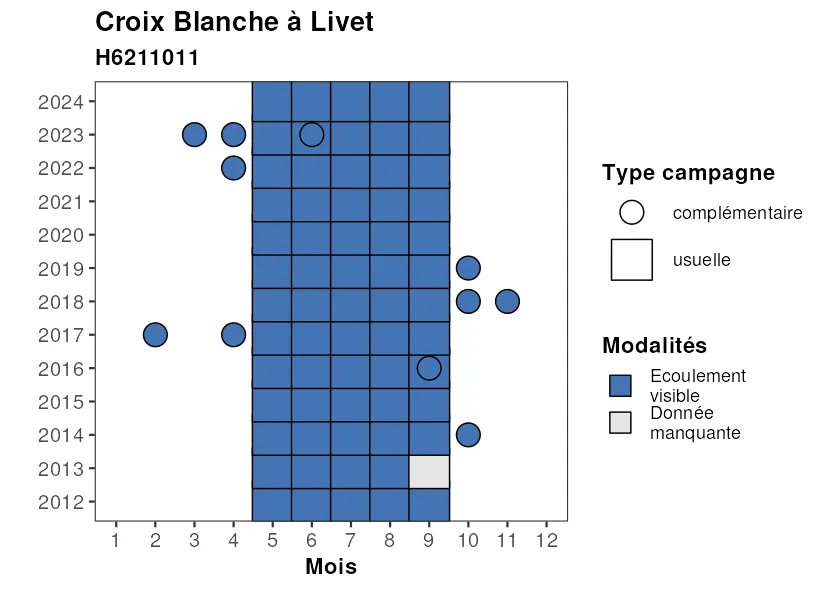 Croix Blanche à Livet
H6211011
2024
2023
2022
2021
2020
2019
2018
2017
2016
2015
2014
2013
2012
1 2 3 4 5 6 7 8 9 10 11 12
Mois
Type campagne
complémentaire
usuelle
Modalités
Ecoulement
visible
Donnée
manquante